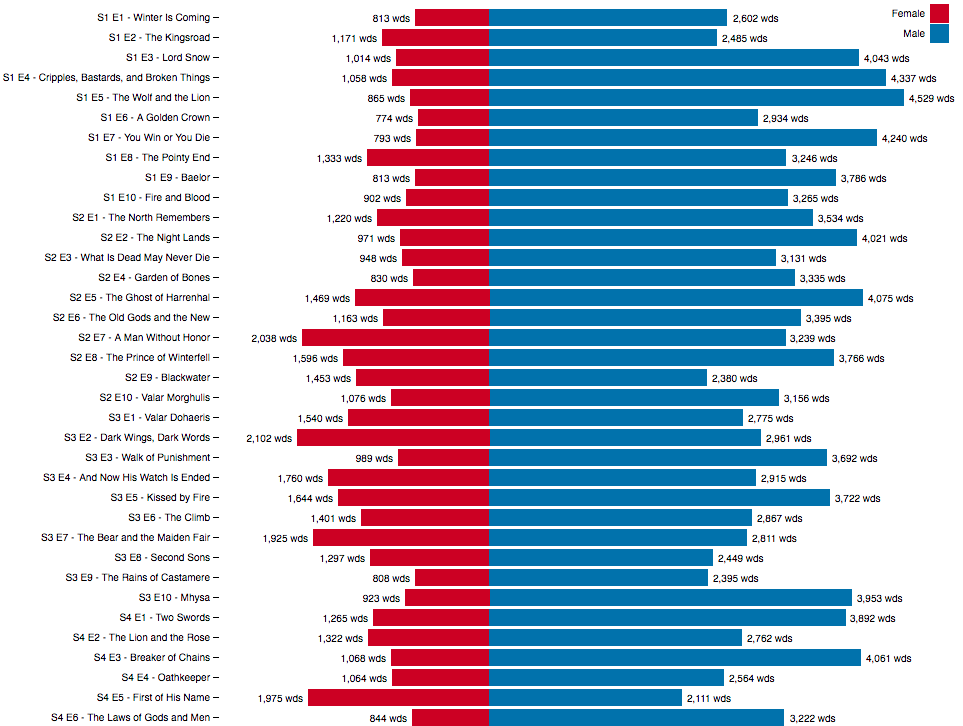 Female
Male
S1 E1 - Winter Is Coming 813 wds 2,602 wds
S1 E2 - The Kingsroad 1,171 wds 2,485 wds
S1 E3 - Lord Snow 1,014 wds 4,043 wds
S1 E4 - Cripples, Bastards, and Broken Things 1,058 wds 4,337 wds
S1 E5 - The Wolf and the Lion 865 wds 4,529 wds
S1 E6 - A Golden Crown 774 wds 2,934 wds
S1 E7 - You Win or You Die 793 wds 4,240 wds
S1 E8 - The Pointy End 1,333 wds 3,246 wds
S1 E9 - Baelor 813 wds 3,786 wds
S1 E10 - Fire and Blood 902 wds 3,265 wds
S2 E1 - The North Remembers 1,220 wds 3,534 wds
S2 E2 - The Night Lands 971 wds 4,021 wds
S2 E3 - What Is Dead May Never Die 948 wds 3,131 wds
S2 E4 - Garden of Bones 830 wds 3,335 wds
S2 E5 - The Ghost of Harrenhal 1,469 wds 4,075 wds
S2 E6 - The Old Gods and the New 1,163 wds 3,395 wds
S2 E7 - A Man Without Honor 2,038 wds 3,239 wds
S2 E8 - The Prince of Winterfell 1,596 wds 3,766 wds
S2 E9 - Blackwater 1,453 wds 2,380 wds
S2 E10 - Valar Morghulis 1,076 wds 3,156 wds
S3 E1 - Valar Dohaeris 1,540 wds 2,775 wds
S3 E2 - Dark Wings, Dark Words 2,102 wds 2,961 wds
S3 E3 - Walk of Punishment 989 wds 3,692 wds
S3 E4 - And Now His Watch Is Ended 1,760 wds 2,915 wds
S3 E5 - Kissed by Fire 1,644 wds 3,722 wds
S3 E6 - The Climb 1,401 wds 2,867 wds
S3 E7 - The Bear and the Maiden Fair 1,925 wds 2,811 wds
S3 E8 - Second Sons 1,297 wds 2,449 wds
S3 E9 - The Rains of Castamere 808 wds 2,395 wds
S3 E10 - Mhysa 923 wds 3,953 wds
S4 E1 - Two Swords 1,265 wds 3,892 wds
S4 E2 - The Lion and the Rose 1,322 wds 2,762 wds
S4 E3 - Breaker of Chains 1,068 wds 4,061 wds
S4 E4 - Oathkeeper 1,064 wds 2,564 wds
S4 E5 - First of His Name 1,975 wds 2,111 wds
S4 E6 - The Laws of Gods and Men 844 wds 3,222 wds